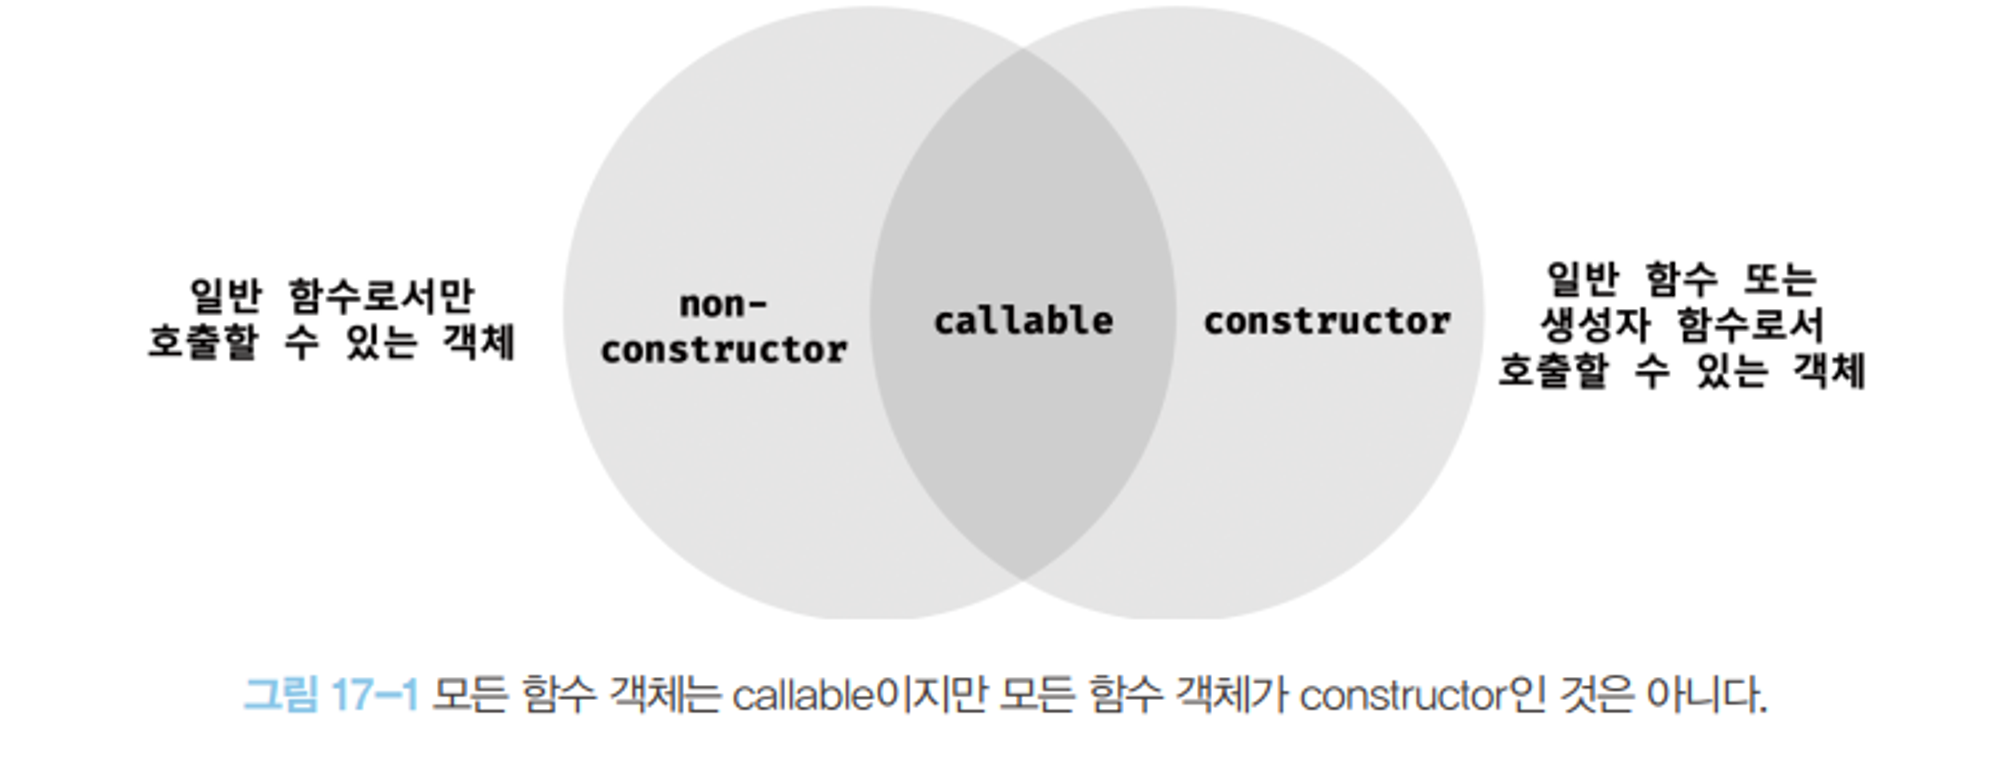 일반 함수로서만
호출할 수 있는 객체
non-
constructor
callable
constructor
일반 함수 또는
생성자 함수로서
호출할 수 있는 객체
그림 17-1 모든 함수 객체는 callable이지만 모든 함수 객체가 constructor인 것은 아니다.